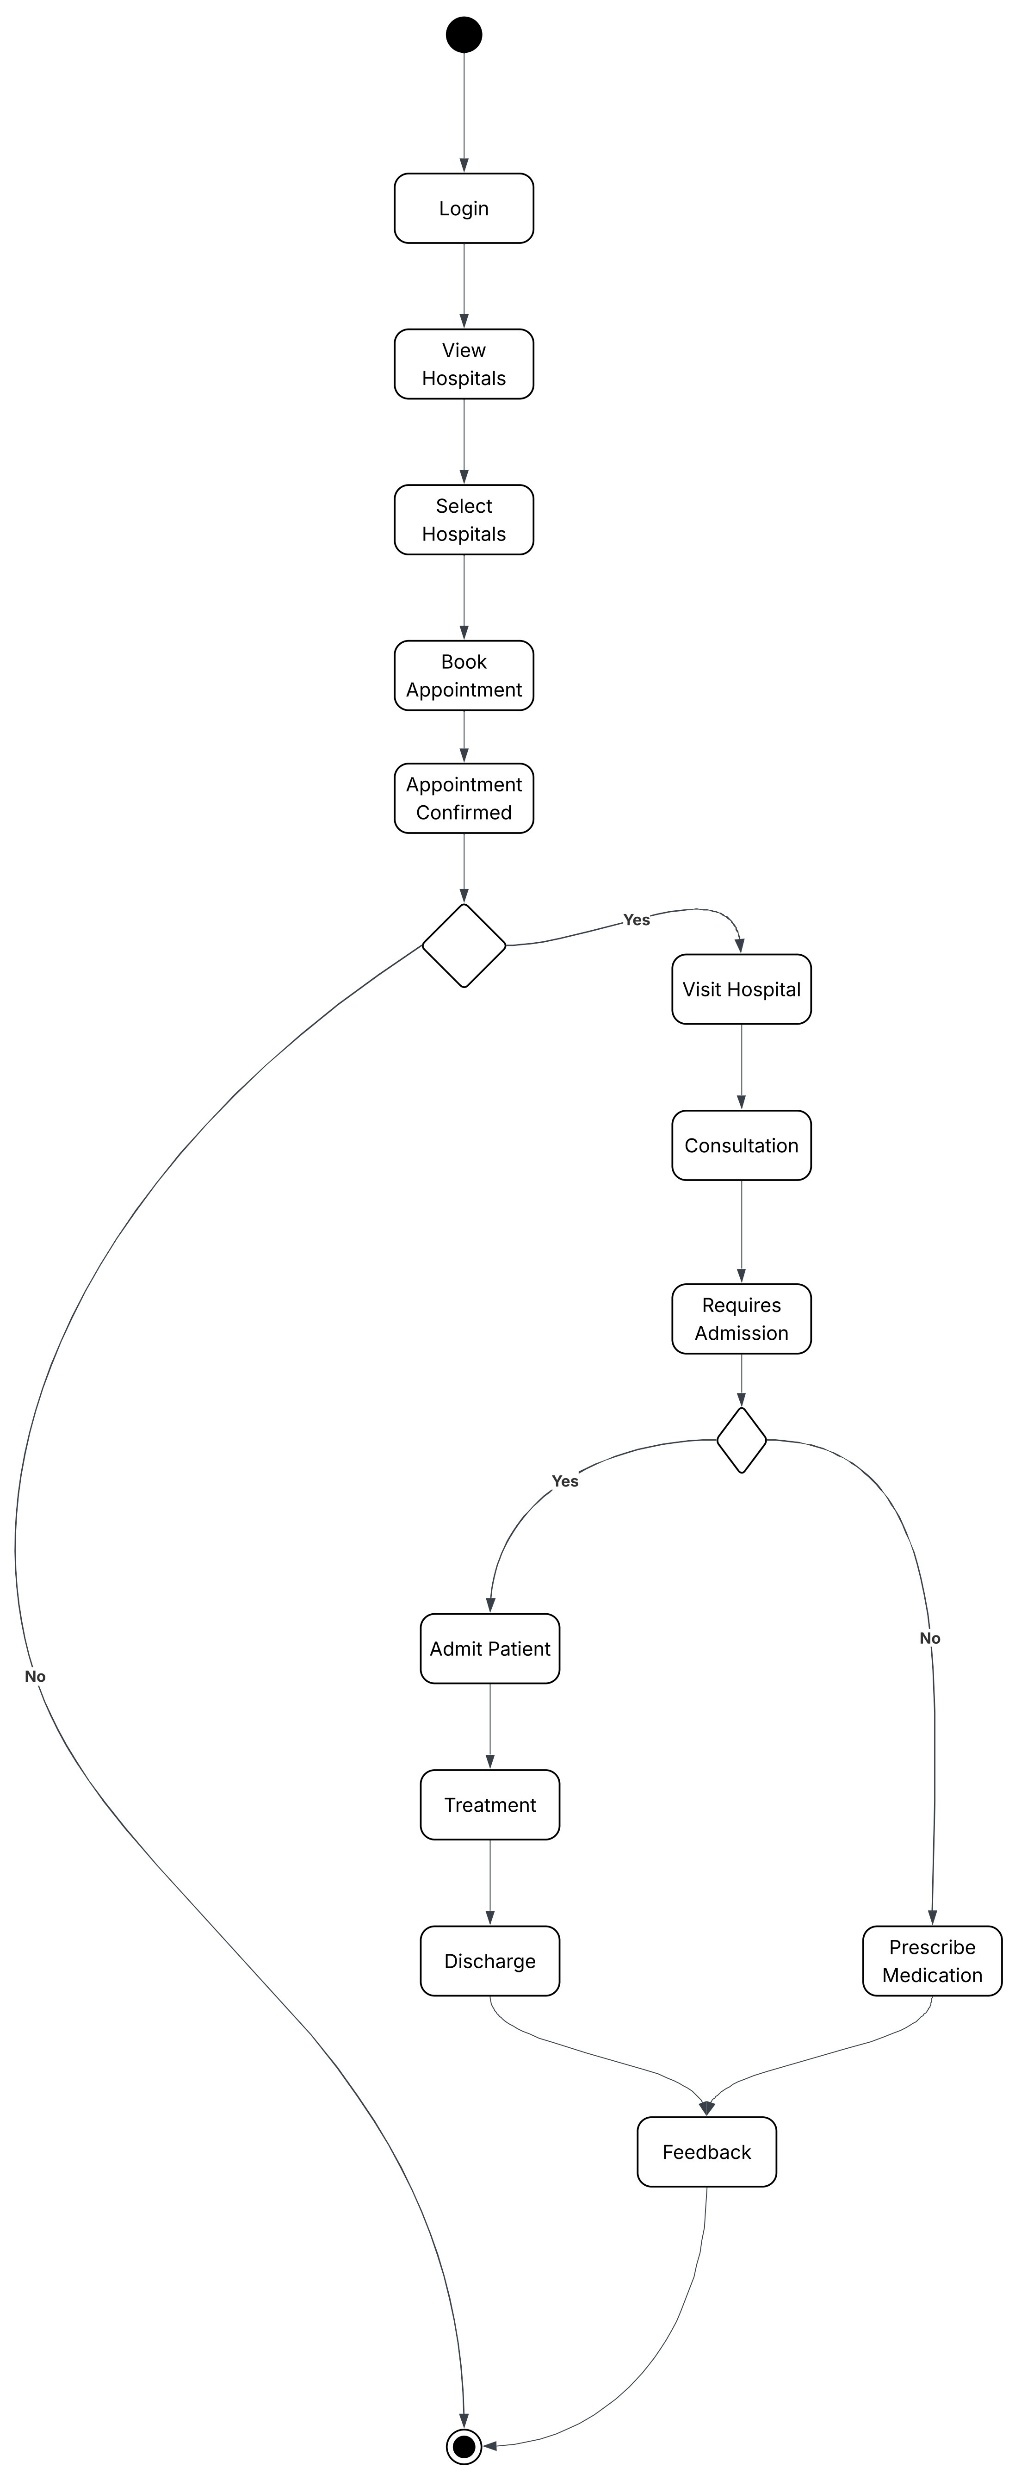 Login
View
Hospitals
Select
Hospitals
Book
Appointment
Appointment
Confirmed
Yes
Visit Hospital
Consultation
Requires
Admission
Yes
No
Admit Patient
No
Treatment
Discharge
Prescribe
Medication
Feedback